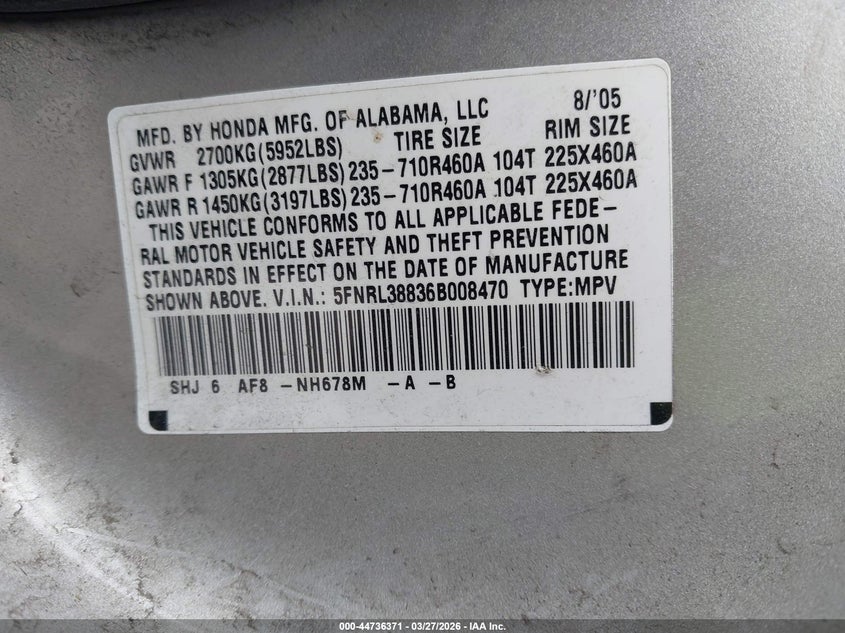 MFD. BY HONDA MFG. OF ALABAMA, LLC 8/'05
GVWR 2700KG(5952LBS) TIRE SIZE RIM SIZE
GAWR F 1305KG(2877LBS) 235-710R460A 104T 225X460A
GAWR R 1450KG(3197LBS) 235-710R460A 104T 225X460A
THIS VEHICLE CONFORMS TO ALL APPLICABLE FEDE-
RAL MOTOR VEHICLE SAFETY AND THEFT PREVENTION
STANDARDS IN EFFECT ON THE DATE OF MANUFACTURE
SHOWN ABOVE. V.I.N.: 5FNRL38836B008470 TYPE:MPV
SHJ 6 AF8 -NH678M -A -B
000-44736371 | 03/27/2026 - IAA Inc.